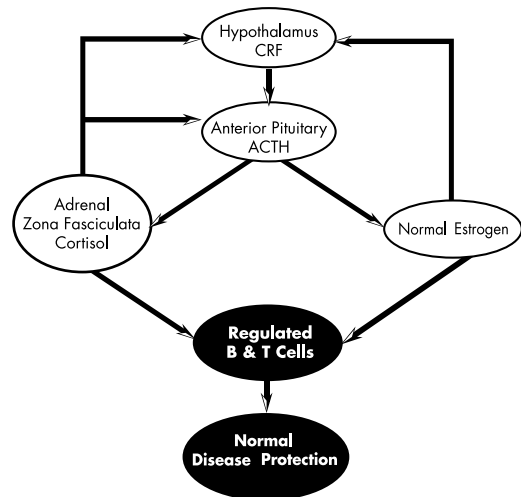 Hypothalamus
CRF
Anterior Pituitary
ACTH
Adrenal
Zona Fasciculata
Cortisol
Normal Estrogen
Regulated
B & T Cells
Normal
Disease Protection